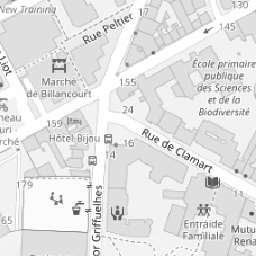 New Training
Rue Peltier
145
130
École primaire
publique
des Sciences
et de la
Biodiversité
Marché
de Billancourt
155
24
159
Hôtel Bijou
16
14
Rue de Clamart
179
Entraide
Familiale